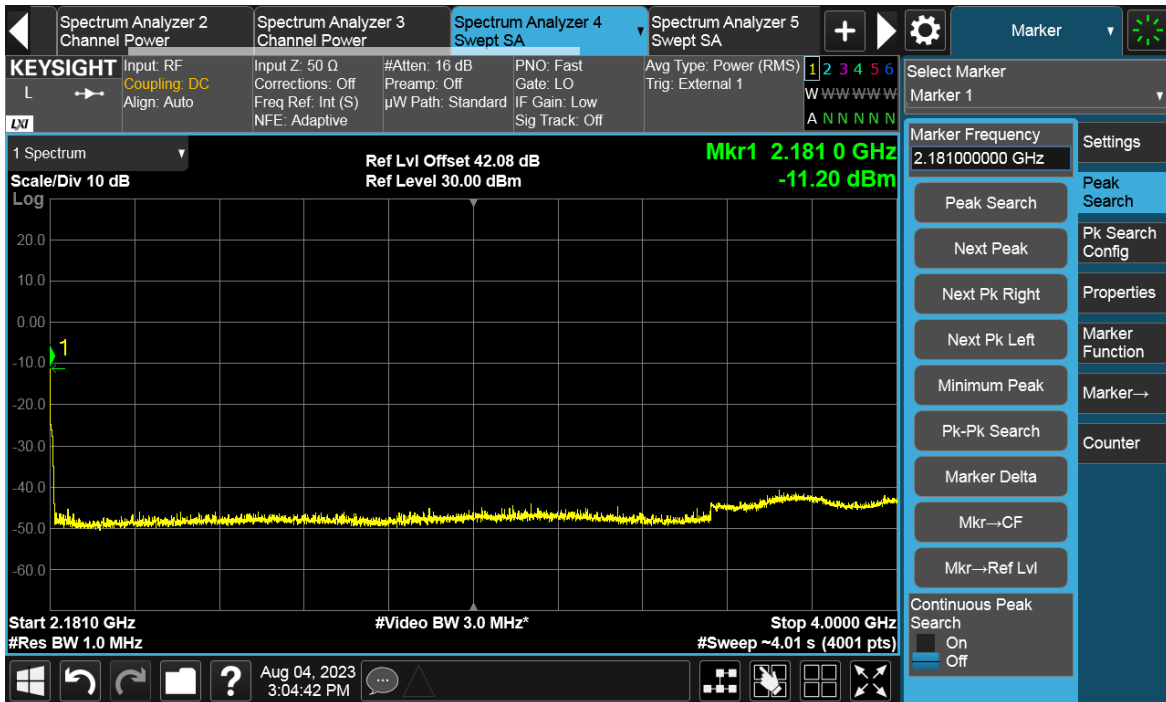 Spectrum Analyzer 2
Channel Power
Spectrum Analyzer 3
Channel Power
Spectrum Analyzer 4
Swept SA
Spectrum Analyzer 5
Swept SA
+
Marker
KEYSIGHT
L
LXI
Input: RF
Coupling: DC
Align: Auto
Input Z: 50 Ω
Corrections: Off
Freq Ref: Int (S)
NFE: Adaptive
#Atten: 16 dB
Preamp: Off
µW Path: Standard
PNO: Fast
Gate: LO
IF Gain: Low
Sig Track: Off
Avg Type: Power (RMS)
Trig: External 1
1 2 3 4 5 6
W W W W W W
A N N N N N
Select Marker
Marker 1
1 Spectrum
Scale/Div 10 dB
Log
Ref Lvl Offset 42.08 dB
Ref Level 30.00 dBm
Mkr1 2.181 0 GHz
-11.20 dBm
20.0
10.0
0.00
-10.0
-20.0
-30.0
-40.0
-50.0
-60.0
1
Start 2.1810 GHz
#Res BW 1.0 MHz
#Video BW 3.0 MHz*
Stop 4.0000 GHz
#Sweep ~4.01 s (4001 pts)
Marker Frequency
2.181000000 GHz
Peak Search
Next Peak
Next Pk Right
Next Pk Left
Minimum Peak
Pk-Pk Search
Marker Delta
Mkr→CF
Mkr→Ref Lvl
Continuous Peak
Search
On
Off
Settings
Peak
Search
Pk Search
Config
Properties
Marker
Function
Marker→
Counter
?
Aug 04, 2023
3:04:42 PM